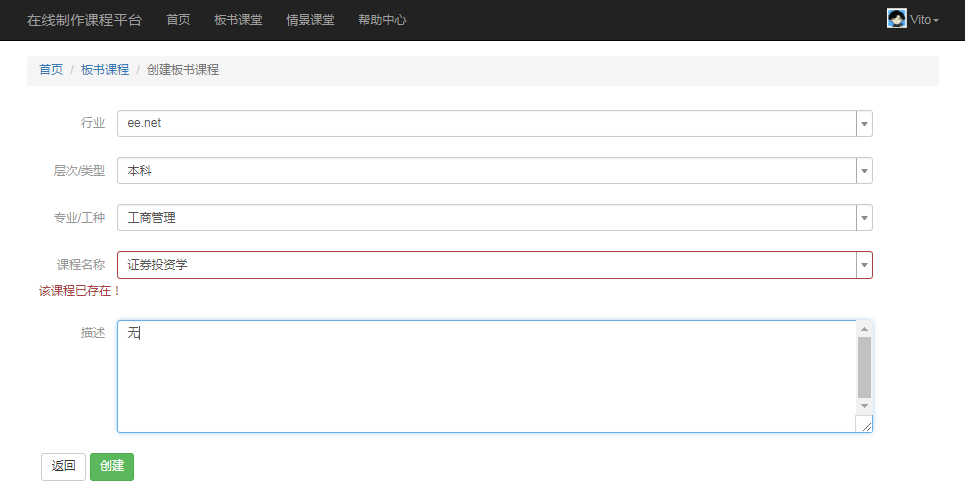 在线制作课程平台 首页 板书课堂 情景课堂 帮助中心 Vito
首页 / 板书课程 / 创建板书课程
行业 ee.net
层次/类型 本科
专业/工种 工商管理
课程名称 证券投资学
该课程已存在！
描述 无
返回 创建